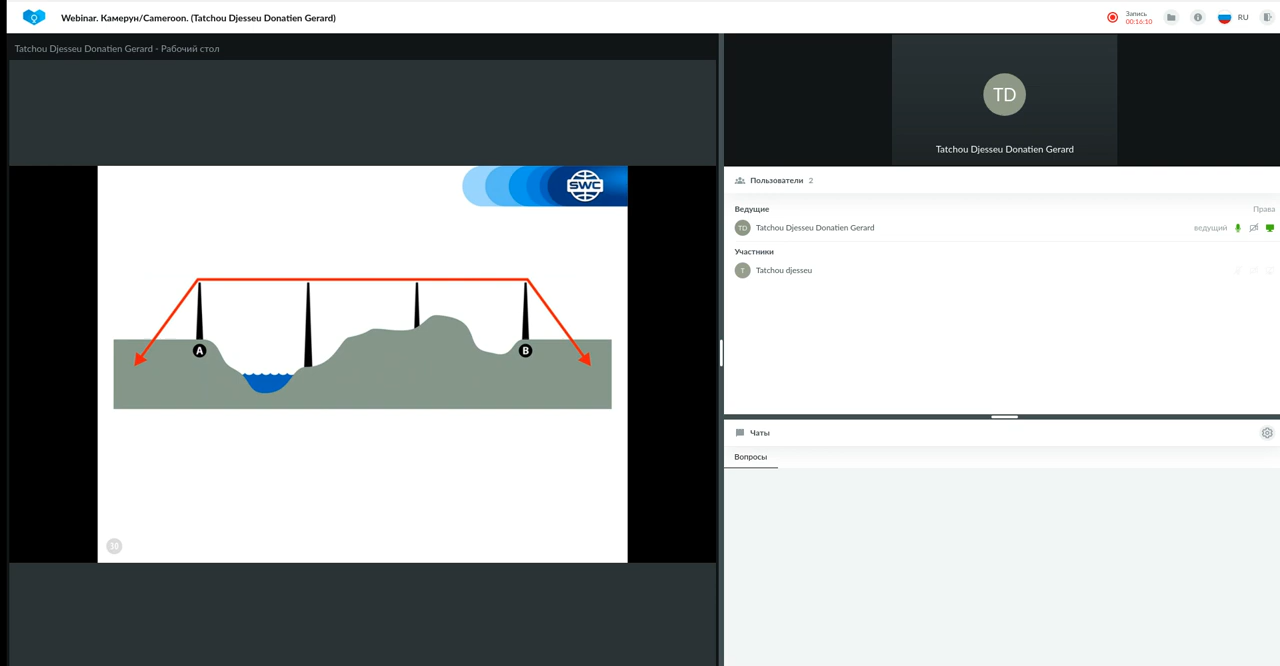 Webinar. Камерун/Cameroon. (Tatchou Djesseu Donatien Gerard)
Запись
00:16:10
RU
Tatchou Djesseu Donatien Gerard - Рабочий стол
SWC
A
B
38
TD
Tatchou Djesseu Donatien Gerard
Пользователи 2
Ведущие Права
TD Tatchou Djesseu Donatien Gerard ведущий
Участники
T Tatchou djesseu
Чаты
Вопросы